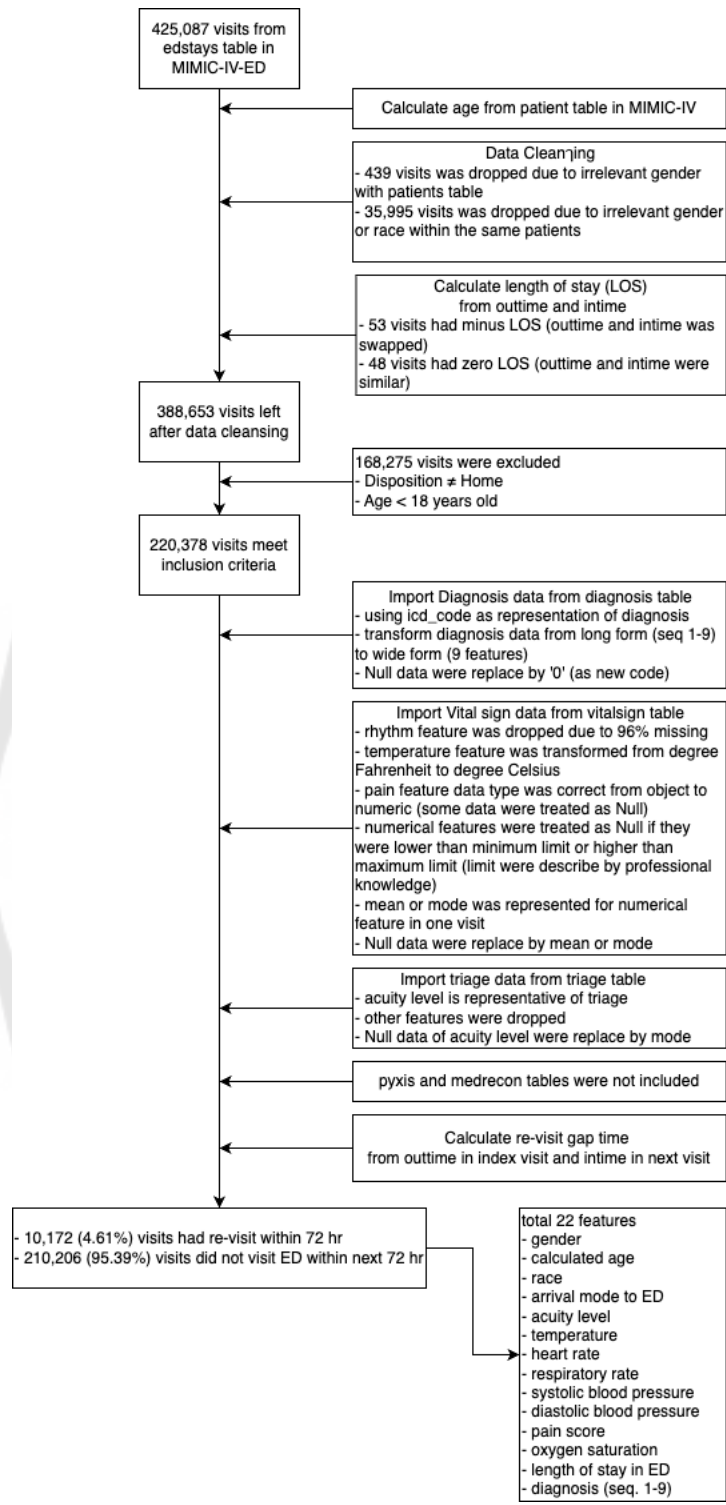 425,087 visits from
edstays table in
MIMIC-IV-ED
Calculate age from patient table in MIMIC-IV
Data Cleansing
- 439 visits was dropped due to irrelevant gender
with patients table
- 35,995 visits was dropped due to irrelevant gender
or race within the same patients
Calculate length of stay (LOS)
from outtime and intime
- 53 visits had minus LOS (outtime and intime was
swapped)
- 48 visits had zero LOS (outtime and intime were
similar)
388,653 visits left
after data cleansing
168,275 visits were excluded
- Disposition ≠ Home
- Age < 18 years old
220,378 visits meet
inclusion criteria
Import Diagnosis data from diagnosis table
- using icd_code as representation of diagnosis
- transform diagnosis data from long form (seq 1-9)
to wide form (9 features)
- Null data were replace by '0' (as new code)
Import Vital sign data from vitalsign table
- rhythm feature was dropped due to 96% missing
- temperature feature was transformed from degree
Fahrenheit to degree Celsius
- pain feature data type was correct from object to
numeric (some data were treated as Null)
- numerical features were treated as Null if they
were lower than minimum limit or higher than
maximum limit (limit were describe by professional
knowledge)
- mean or mode was represented for numerical
feature in one visit
- Null data were replace by mean or mode
Import triage data from triage table
- acuity level is representative of triage
- other features were dropped
- Null data of acuity level were replace by mode
pyxis and medrecon tables were not included
Calculate re-visit gap time
from outtime in index visit and intime in next visit
- 10,172 (4.61%) visits had re-visit within 72 hr
- 210,206 (95.39%) visits did not visit ED within next 72 hr
total 22 features
- gender
- calculated age
- race
- arrival mode to ED
- acuity level
- temperature
- heart rate
- respiratory rate
- systolic blood pressure
- diastolic blood pressure
- pain score
- oxygen saturation
- length of stay in ED
- diagnosis (seq. 1-9)